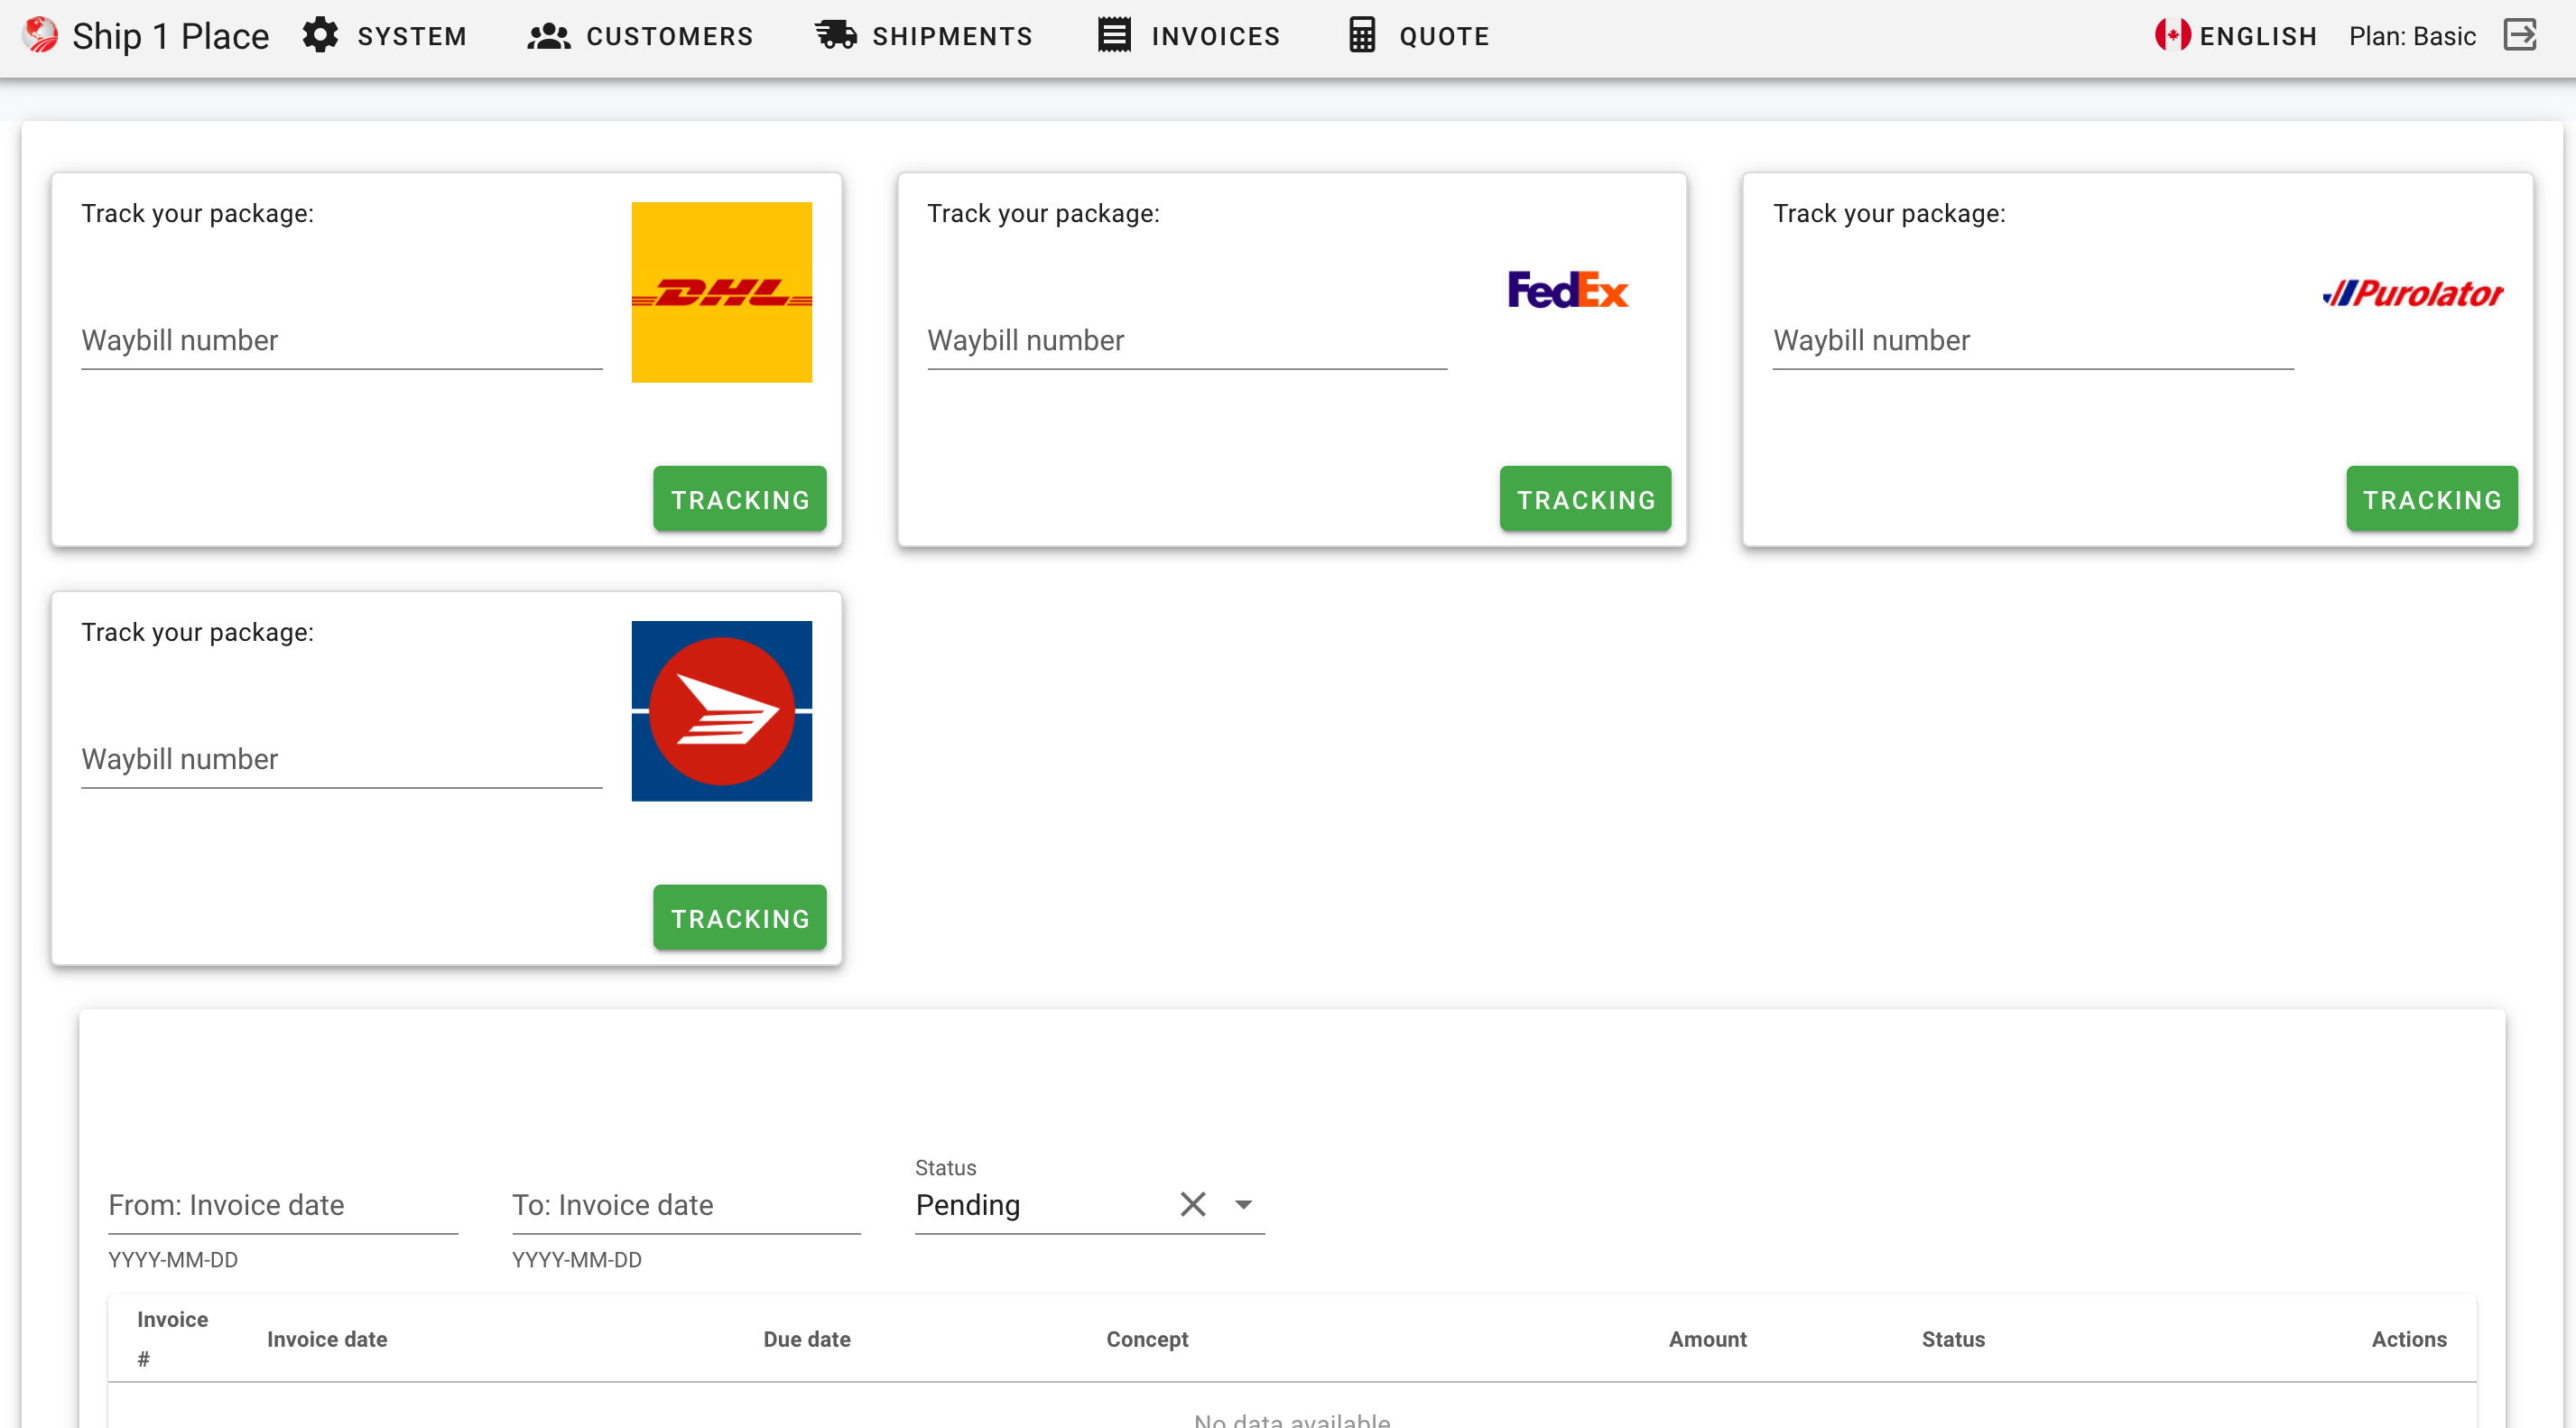 Ship 1 Place SYSTEM CUSTOMERS SHIPMENTS INVOICES QUOTE ENGLISH Plan: Basic
Track your package:
DHL
Waybill number
TRACKING
Track your package:
FedEx
Waybill number
TRACKING
Track your package:
Purolator
Waybill number
TRACKING
Track your package:
Waybill number
TRACKING
From: Invoice date
YYYY-MM-DD
To: Invoice date
YYYY-MM-DD
Status
Pending
Invoice
#
Invoice date Due date Concept Amount Status Actions
No data available